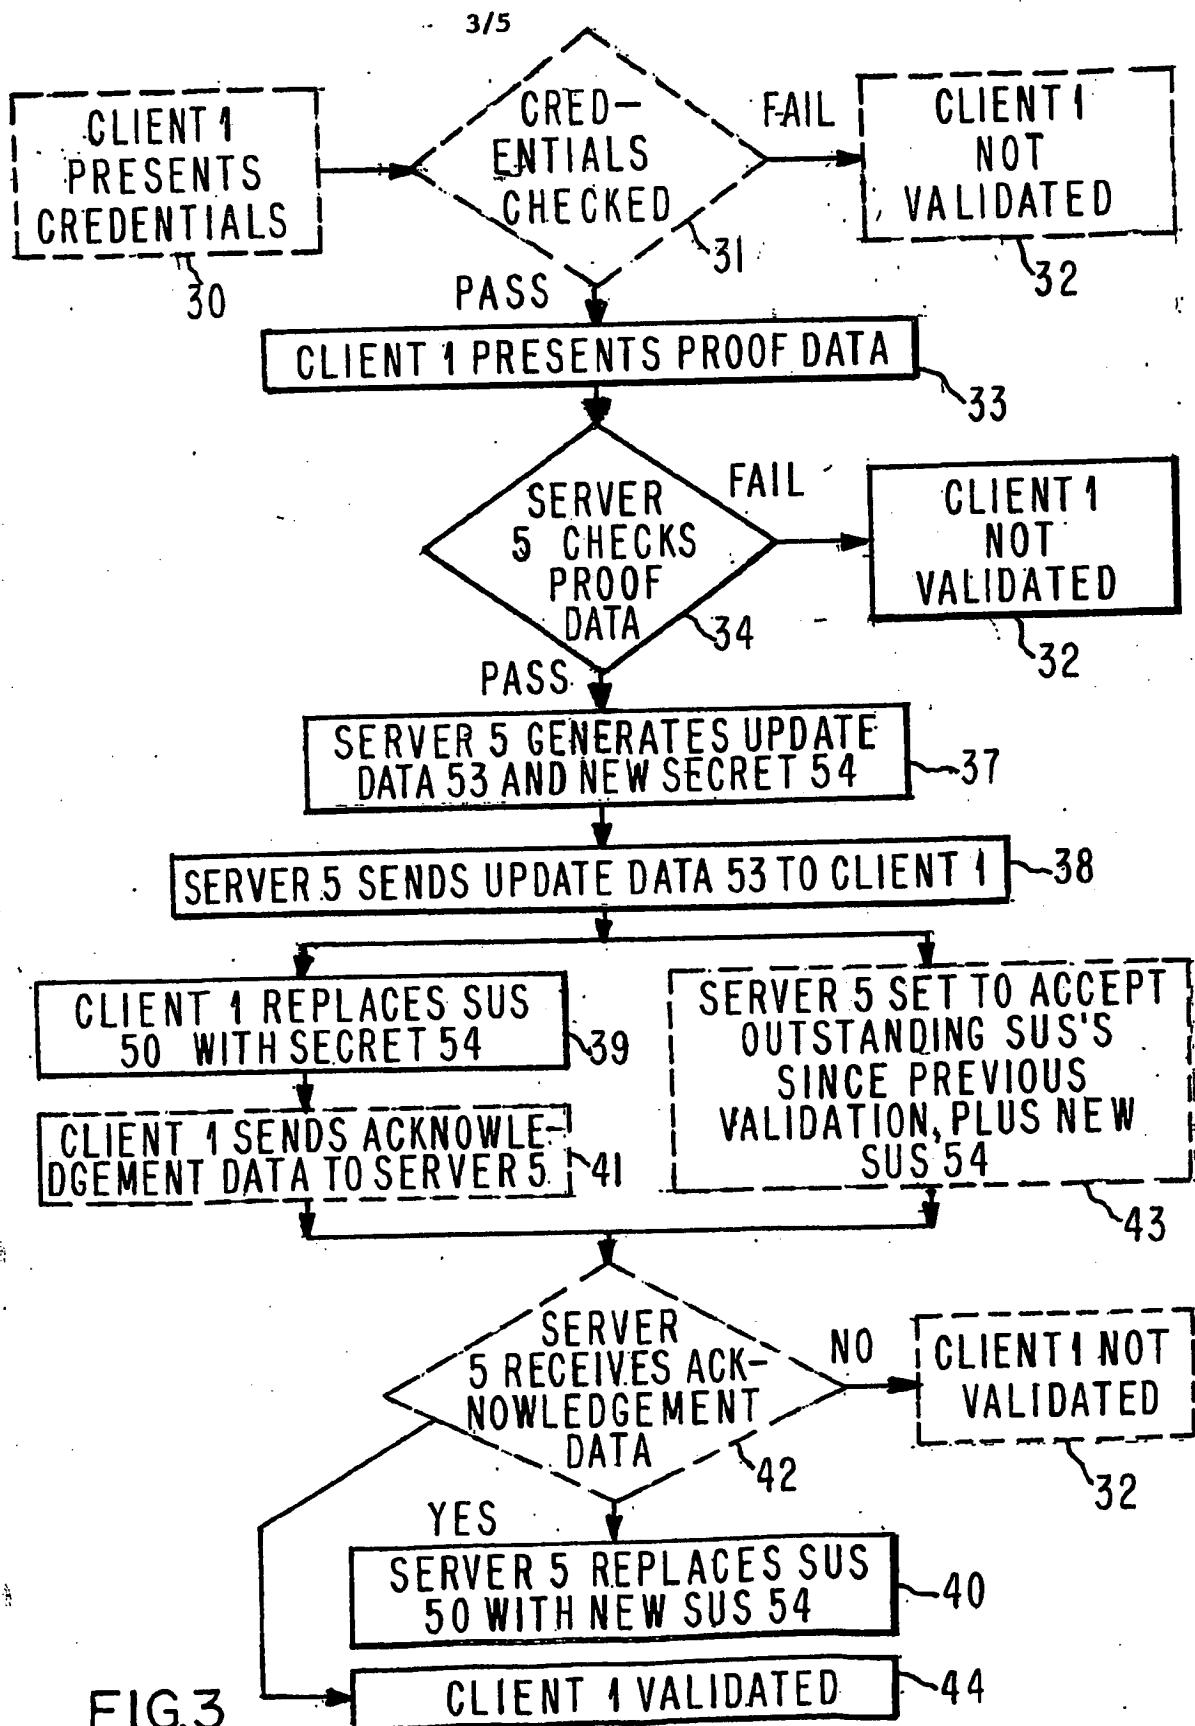 3/5
CLIENT 1
PRESENTS
CREDENTIALS
30
CRED-
ENTIALS
CHECKED
31
FAIL
CLIENT 1
NOT
VALIDATED
32
PASS
CLIENT 1 PRESENTS PROOF DATA
33
SERVER
5 CHECKS
PROOF
DATA
34
FAIL
CLIENT 1
NOT
VALIDATED
32
PASS
SERVER 5 GENERATES UPDATE
DATA 53 AND NEW SECRET 54
37
SERVER 5 SENDS UPDATE DATA 53 TO CLIENT 1
38
CLIENT 1 REPLACES SUS
50 WITH SECRET 54
39
CLIENT 1 SENDS ACKNOWLE-
DGEMENT DATA TO SERVER 5
41
SERVER 5 SET TO ACCEPT
OUTSTANDING SUS'S
SINCE PREVIOUS
VALIDATION, PLUS NEW
SUS 54
43
SERVER
5 RECEIVES ACK-
NOWLEDGEMENT
DATA
42
NO
CLIENT 1 NOT
VALIDATED
32
YES
SERVER 5 REPLACES SUS
50 WITH NEW SUS 54
40
CLIENT 1 VALIDATED
44
FIG.3